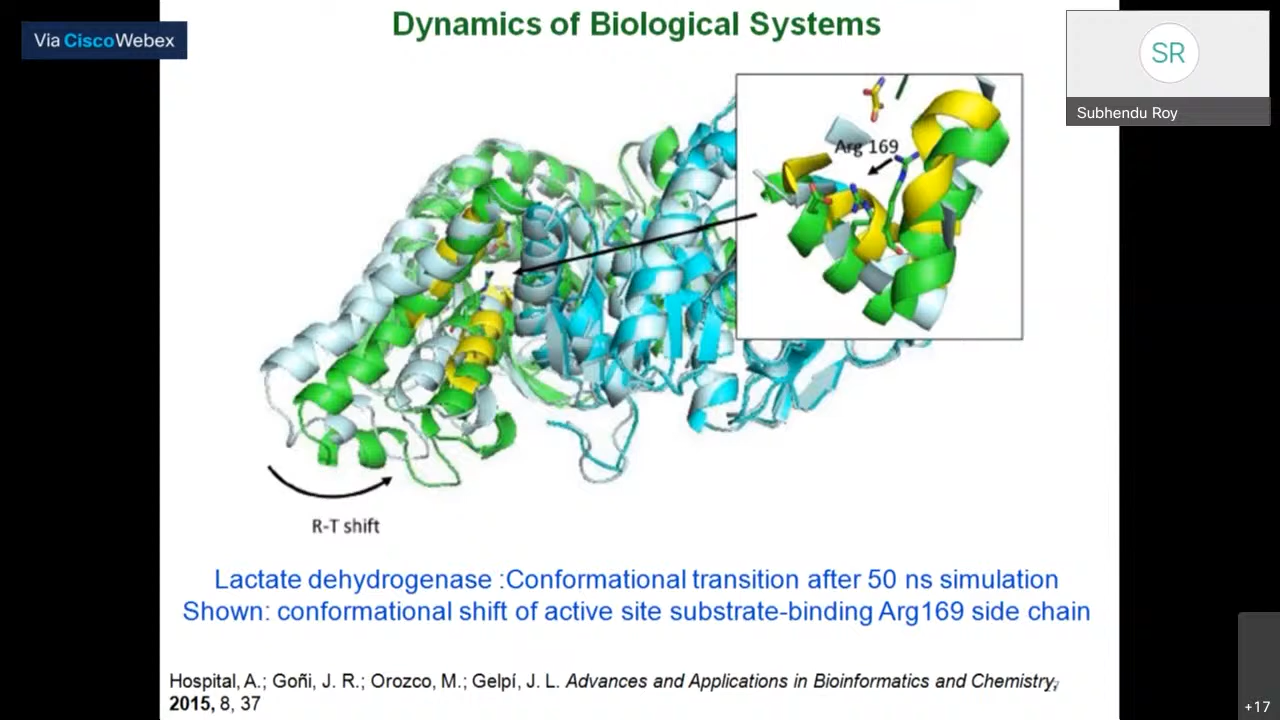 Dynamics of Biological Systems
Via CiscoWebex
SR
Subhendu Roy
Arg 169
R-T shift
Lactate dehydrogenase :Conformational transition after 50 ns simulation
Shown: conformational shift of active site substrate-binding Arg169 side chain
Hospital, A.; Goñi, J. R.; Orozco, M.; Gelpí, J. L. Advances and Applications in Bioinformatics and Chemistry,
2015, 8, 37
+17